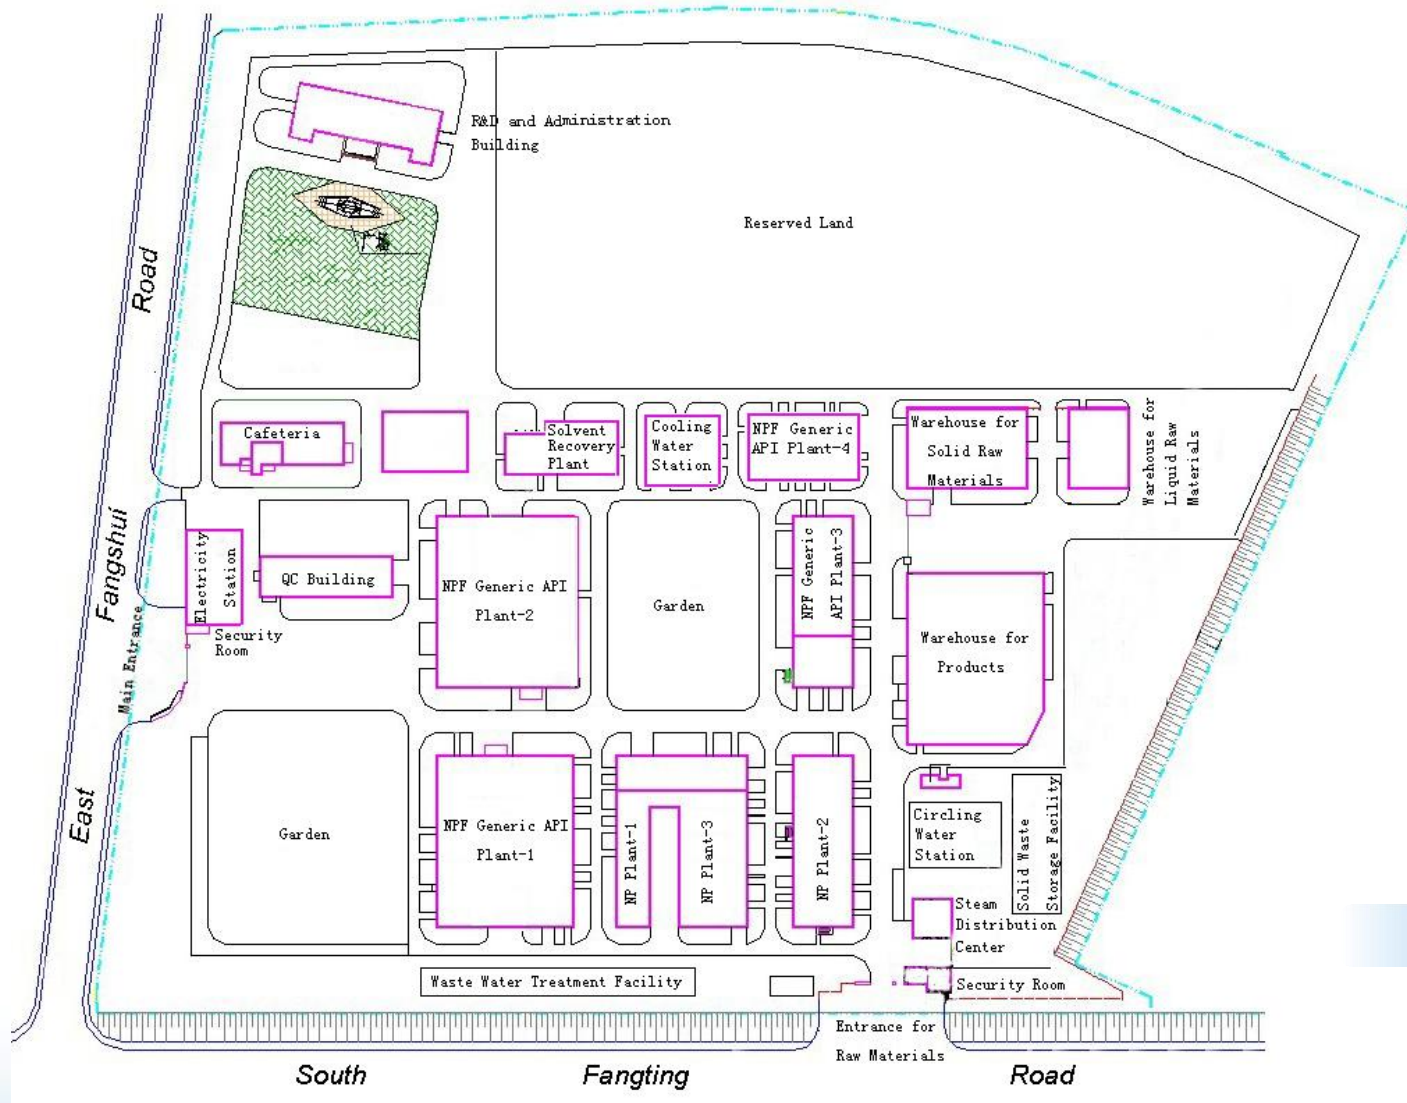 R&D and Administration
Building
Reserved Land
Road
Fangshui
East
Cafeteria
Solvent
Recovery
Plant
Cooling
Water
Station
NPF Generic
API Plant-4
Warehouse for
Solid Raw
Materials
Warehouse for
Liquid Raw
Materials
Electricity
Station
QC Building
Security
Room
Main Entrance
NPF Generic API
Plant-2
Garden
NPF Generic
API Plant-3
Warehouse for
Products
Garden
NPF Generic API
Plant-1
NP Plant-1
NP Plant-3
NP Plant-2
Circling
Water
Station
Solid Waste
Storage Facility
Steam
Distribution
Center
Waste Water Treatment Facility
Security Room
Entrance for
Raw Materials
South Fangting Road